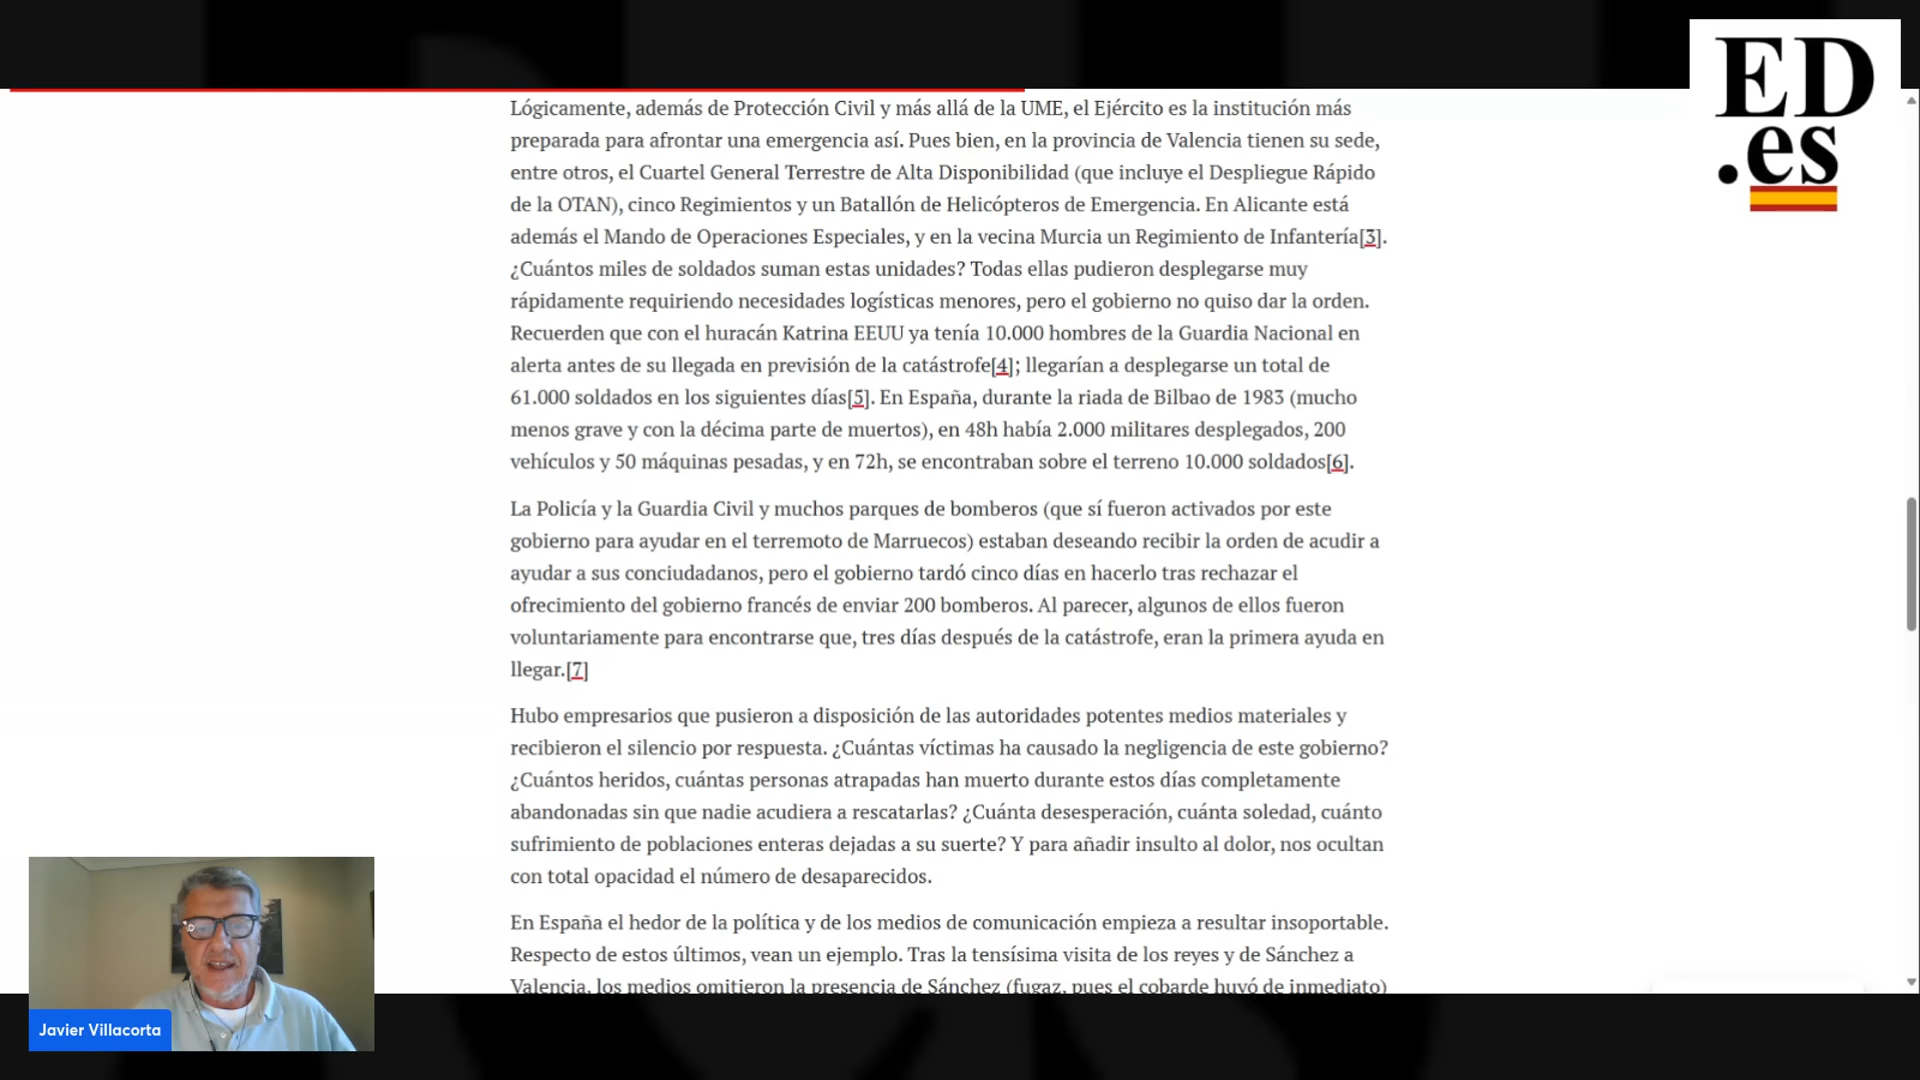 ED
.es
Lógicamente, además de Protección Civil y más allá de la UME, el Ejército es la institución más
preparada para afrontar una emergencia así. Pues bien, en la provincia de Valencia tienen su sede,
entre otros, el Cuartel General Terrestre de Alta Disponibilidad (que incluye el Despliegue Rápido
de la OTAN), cinco Regimientos y un Batallón de Helicópteros de Emergencia. En Alicante está
además el Mando de Operaciones Especiales, y en la vecina Murcia un Regimiento de Infantería[3].
¿Cuántos miles de soldados suman estas unidades? Todas ellas pudieron desplegarse muy
rápidamente requiriendo necesidades logísticas menores, pero el gobierno no quiso dar la orden.
Recuerden que con el huracán Katrina EEUU ya tenía 10.000 hombres de la Guardia Nacional en
alerta antes de su llegada en previsión de la catástrofe[4]; llegarían a desplegarse un total de
61.000 soldados en los siguientes días[5]. En España, durante la riada de Bilbao de 1983 (mucho
menos grave y con la décima parte de muertos), en 48h había 2.000 militares desplegados, 200
vehículos y 50 máquinas pesadas, y en 72h, se encontraban sobre el terreno 10.000 soldados[6].
La Policía y la Guardia Civil y muchos parques de bomberos (que sí fueron activados por este
gobierno para ayudar en el terremoto de Marruecos) estaban deseando recibir la orden de acudir a
ayudar a sus conciudadanos, pero el gobierno tardó cinco días en hacerlo tras rechazar el
ofrecimiento del gobierno francés de enviar 200 bomberos. Al parecer, algunos de ellos fueron
voluntariamente para encontrarse que, tres días después de la catástrofe, eran la primera ayuda en
llegar.[7]
Hubo empresarios que pusieron a disposición de las autoridades potentes medios materiales y
recibieron el silencio por respuesta. ¿Cuántas víctimas ha causado la negligencia de este gobierno?
¿Cuántos heridos, cuántas personas atrapadas han muerto durante estos días completamente
abandonadas sin que nadie acudiera a rescatarlas? ¿Cuánta desesperación, cuánta soledad, cuánto
sufrimiento de poblaciones enteras dejadas a su suerte? Y para añadir insulto al dolor, nos ocultan
con total opacidad el número de desaparecidos.
En España el hedor de la política y de los medios de comunicación empieza a resultar insoportable.
Respecto de estos últimos, vean un ejemplo. Tras la tensísima visita de los reyes y de Sánchez a
Valencia, los medios omitieron la presencia de Sánchez (fugaz, pues el cobarde huyó de inmediato)
Javier Villacorta